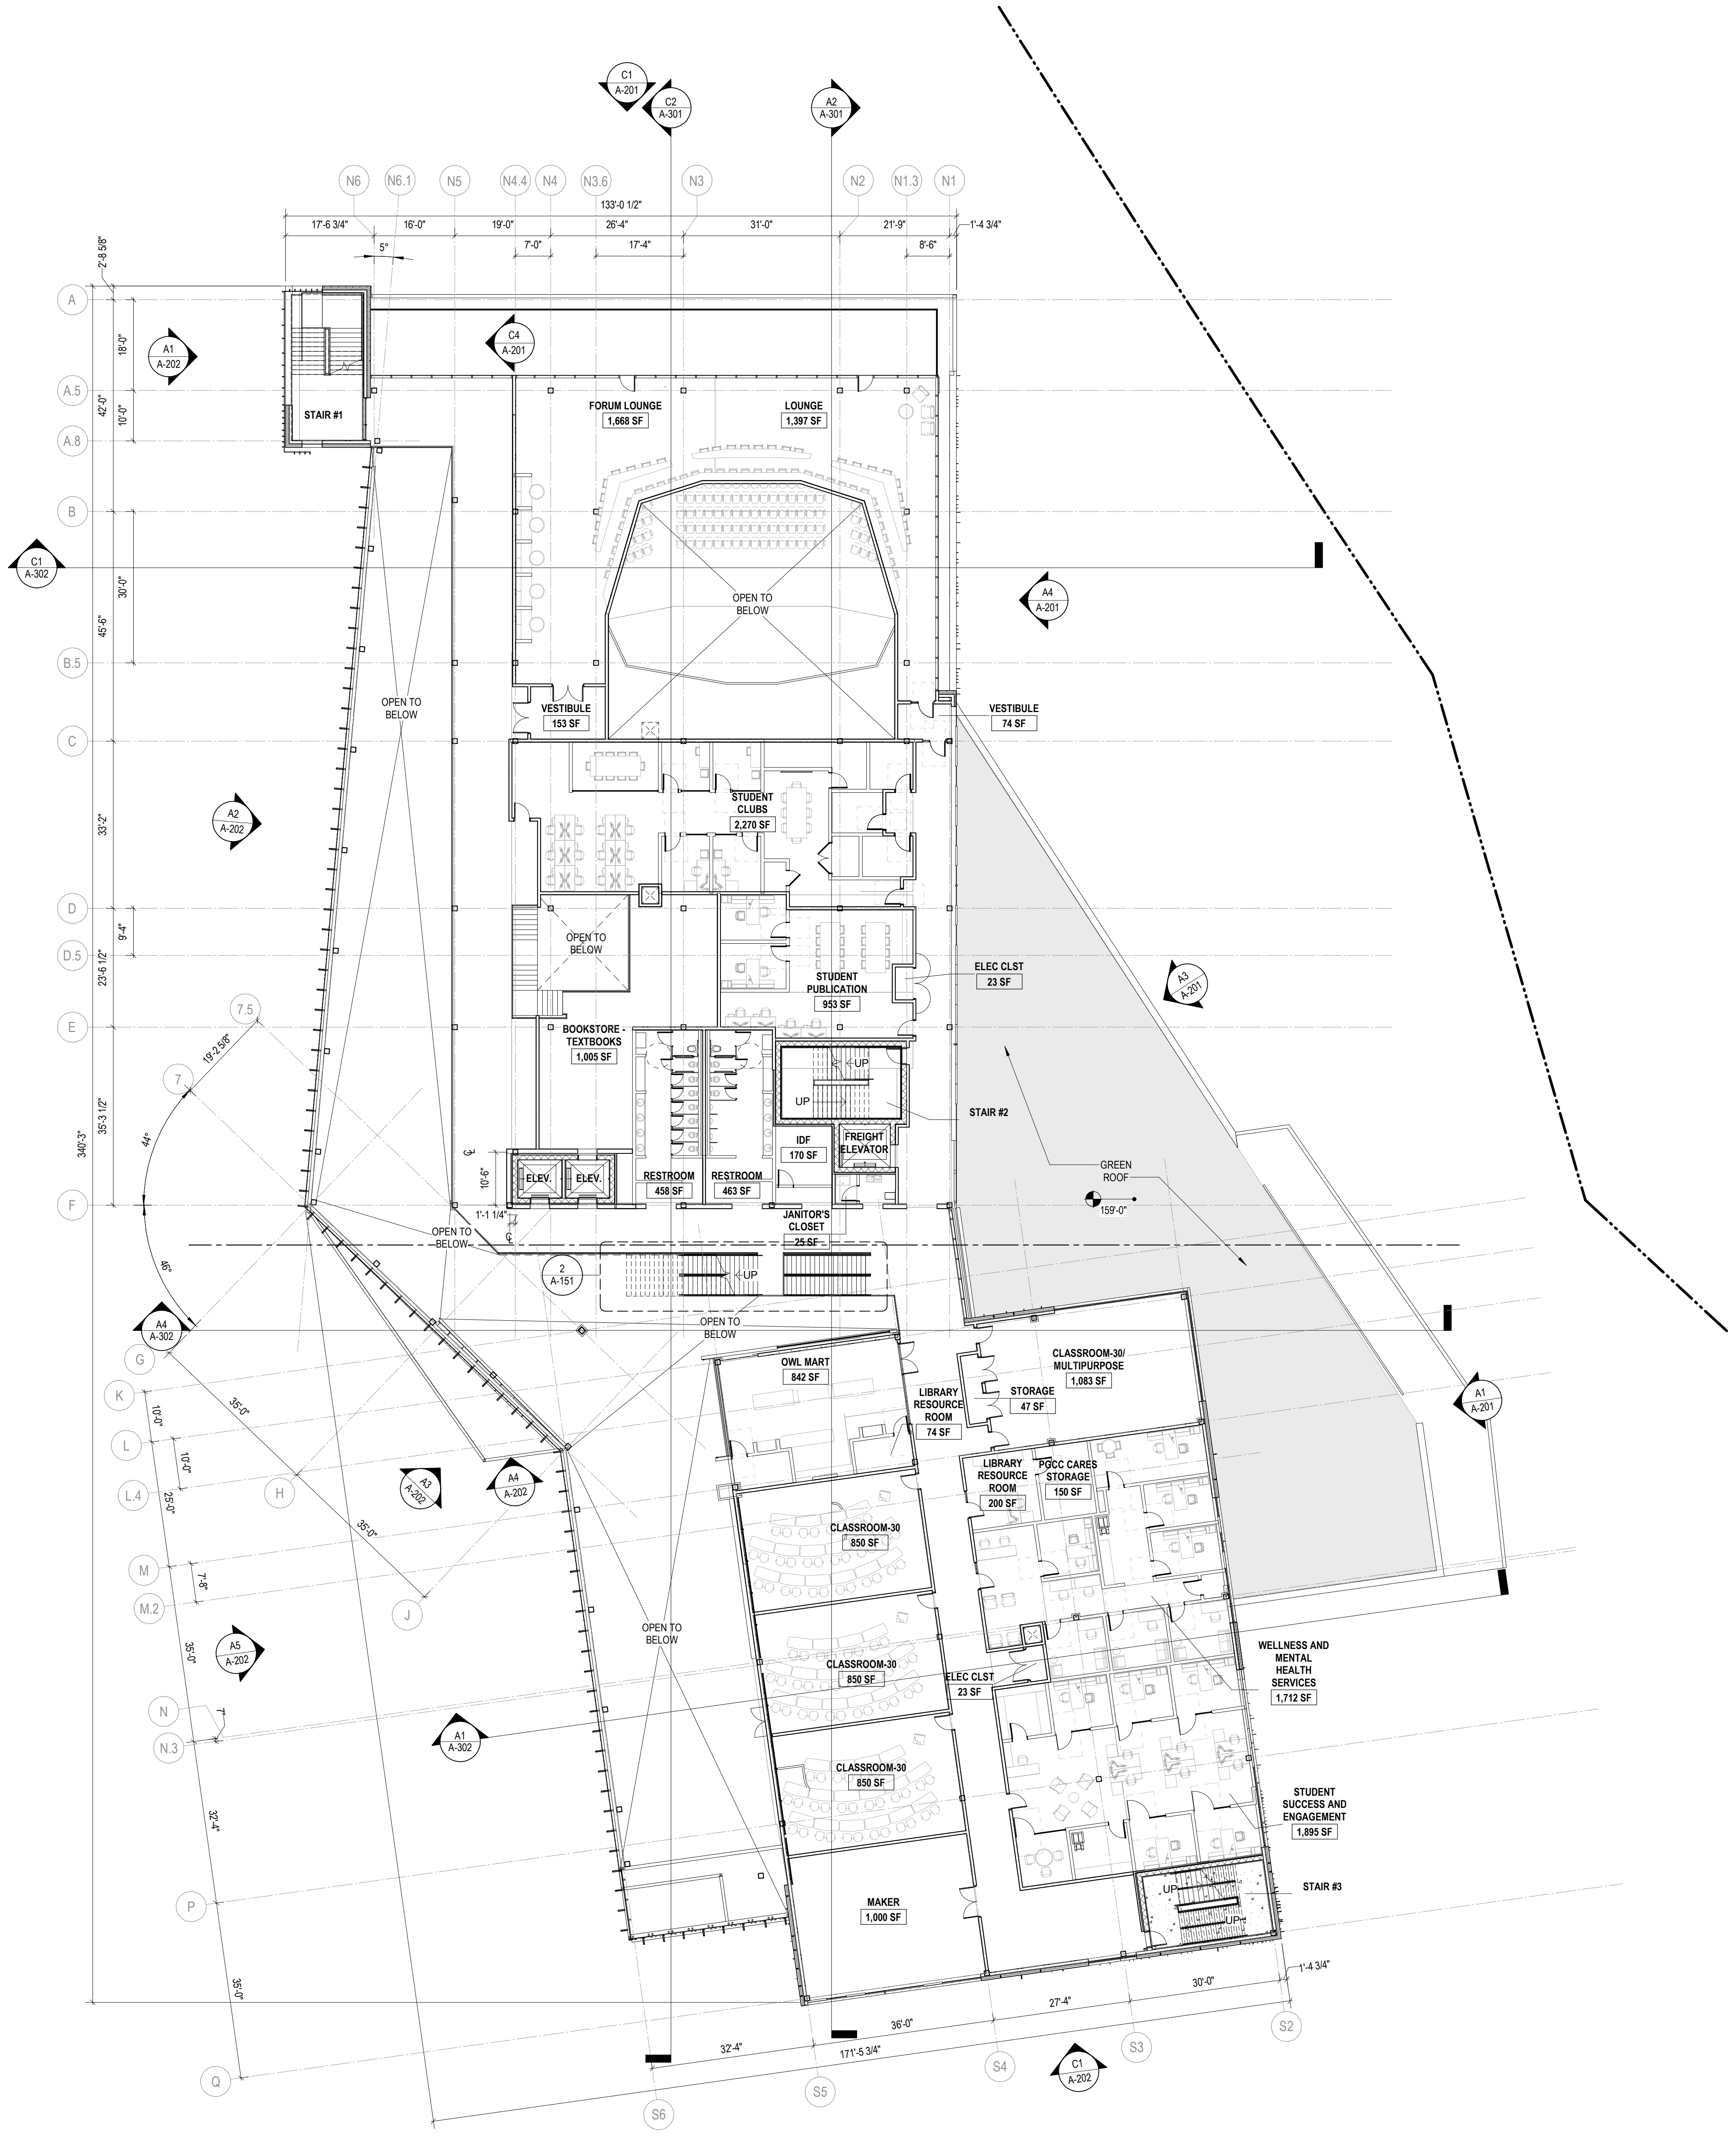 C1
A-201
C2
A-301
A2
A-301
N6
N6.1
N5
N4.4
N4
N3.6
N3
N2
N1.3
N1
133'-0 1/2"
17'-6 3/4"
16'-0"
19'-0"
26'-4"
31'-0"
21'-9"
1'-4 3/4"
5°
7'-0"
17'-4"
8'-6"
2'-8 5/8"
A
18'-0"
A1
A-202
C4
A-201
A.5
42'-0"
10'-0"
FORUM LOUNGE
1,668 SF
LOUNGE
1,397 SF
STAIR #1
A.8
B
C1
A-302
30'-0"
45'-6"
OPEN TO
BELOW
A4
A-201
B.5
OPEN TO
BELOW
VESTIBULE
153 SF
VESTIBULE
74 SF
C
33'-2"
A2
A-202
STUDENT
CLUBS
2,270 SF
D
9'-4"
OPEN TO
BELOW
D.5
23'-6 1/2"
STUDENT
PUBLICATION
953 SF
ELEC CLST
23 SF
A3
A-201
7.5
E
BOOKSTORE -
TEXTBOOKS
1,005 SF
19'-2 5/8"
7
UP
UP
STAIR #2
35'-3 1/2"
340'-3"
44°
IDF
170 SF
FREIGHT
ELEVATOR
GREEN
ROOF
10'-6"
ELEV.
ELEV.
RESTROOM
458 SF
RESTROOM
463 SF
159'-0"
F
1'-1 1/4"
JANITOR'S
CLOSET
25 SF
OPEN TO
BELOW
46°
2
A-151
UP
A4
A-302
OPEN TO
BELOW
G
OWL MART
842 SF
CLASSROOM-30/
MULTIPURPOSE
1,083 SF
K
LIBRARY
RESOURCE
ROOM
74 SF
STORAGE
47 SF
A1
A-201
10'-0"
35'-0"
L
10'-0"
LIBRARY
RESOURCE
ROOM
200 SF
PGCC CARES
STORAGE
150 SF
L.4
H
A3
A-202
A4
A-202
25'-0"
35'-0"
CLASSROOM-30
850 SF
M
7'-8"
M.2
J
OPEN TO
BELOW
A5
A-202
35'-0"
CLASSROOM-30
850 SF
ELEC CLST
23 SF
WELLNESS AND
MENTAL
HEALTH
SERVICES
1,712 SF
N
7"
N.3
A1
A-302
CLASSROOM-30
850 SF
STUDENT
SUCCESS AND
ENGAGEMENT
1,895 SF
32'-4"
P
MAKER
1,000 SF
UP
UP
STAIR #3
35'-0"
1'-4 3/4"
30'-0"
27'-4"
36'-0"
32'-4"
171'-5 3/4"
S2
S3
S4
S5
S6
Q
C1
A-202